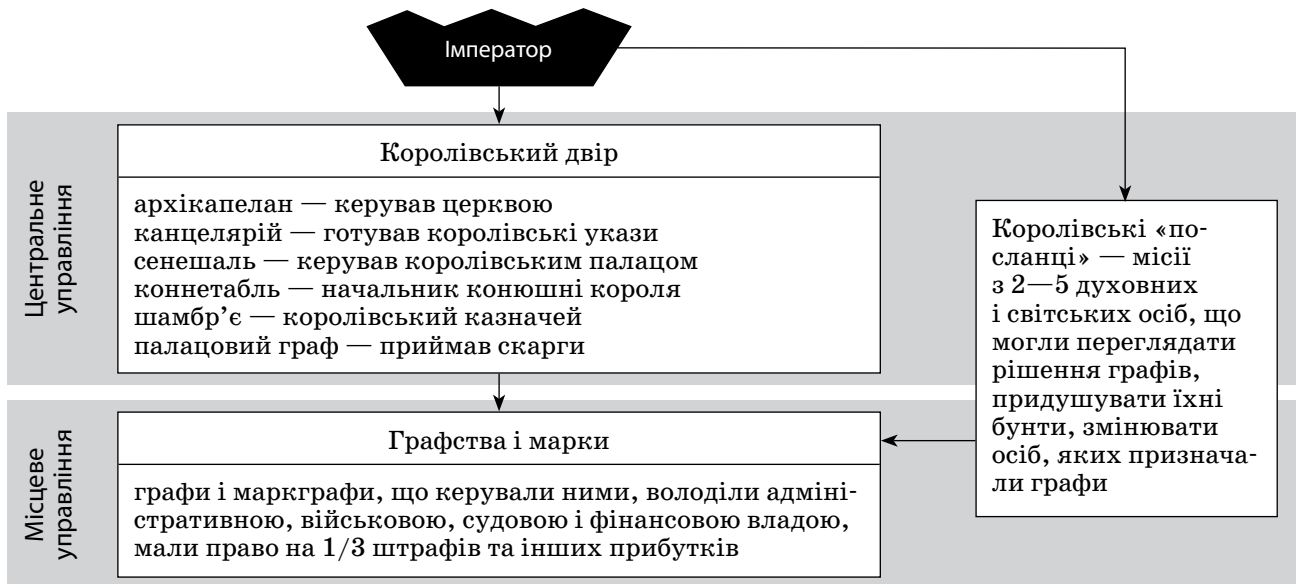 Імператор
Центральне
управління
Королівський двір
архікапелан — керував церквою
канцелярій — готував королівські укази
сенешаль — керував королівським палацом
коннетабль — начальник конюшні короля
шамбр’є — королівський казначей
палацовий граф — приймав скарги
Королівські «по-
сланці» — місії
з 2—5 духовних
і світських осіб, що
могли переглядати
рішення графів,
придушувати їхні
бунти, змінювати
осіб, яких признача-
ли графи
Місцеве
управління
Графства і марки
графи і маркграфи, що керували ними, володіли адміні-
стративною, військовою, судовою і фінансовою владою,
мали право на 1/3 штрафів та інших прибутків